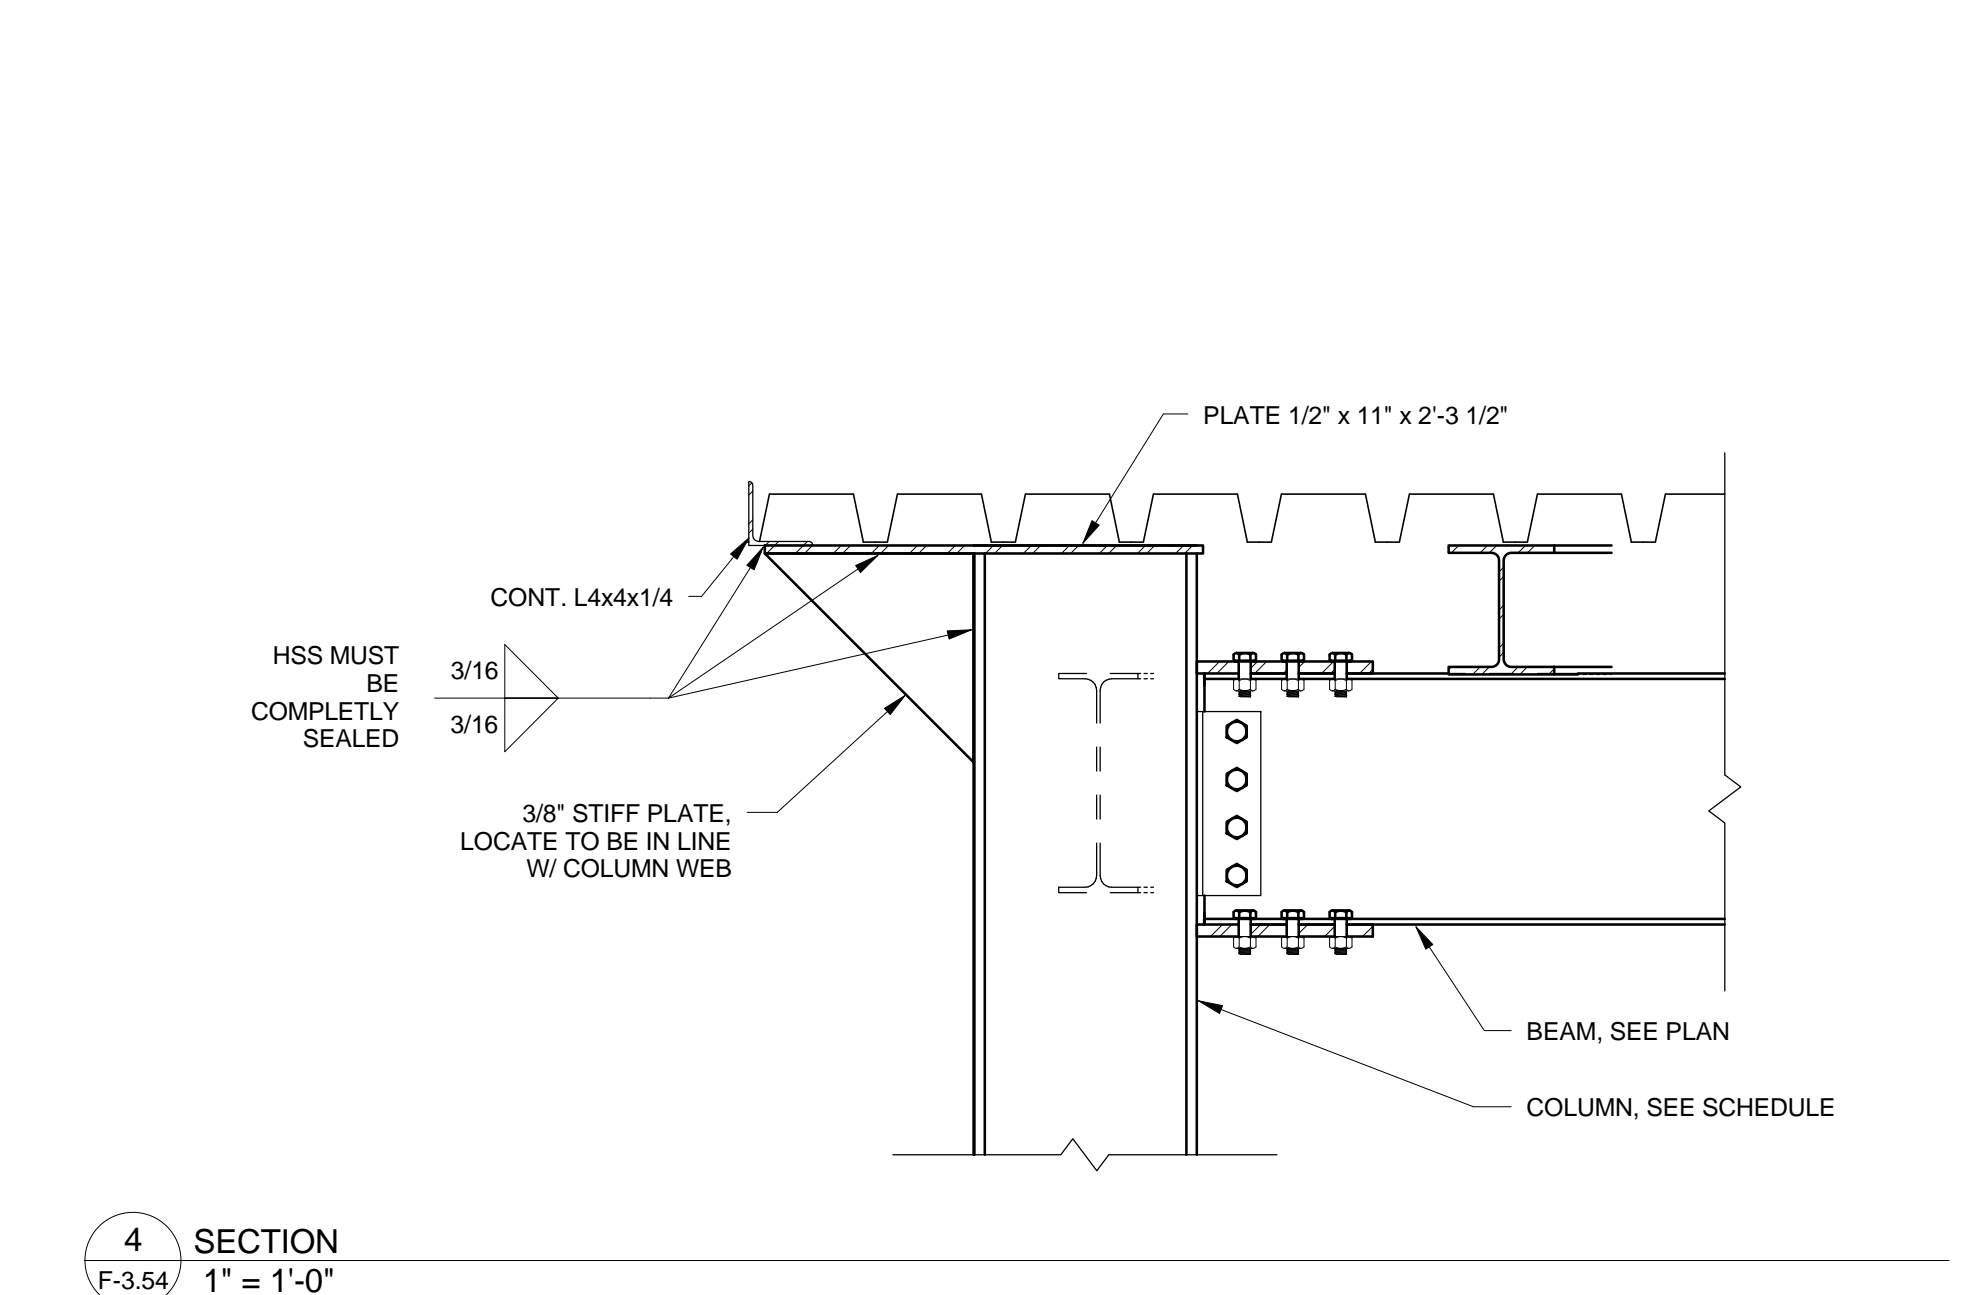 PLATE 1/2" x 11" x 2'-3 1/2"
CONT. L4x4x1/4
HSS MUST
BE
COMPLETLY
SEALED
3/16
3/16
3/8" STIFF PLATE,
LOCATE TO BE IN LINE
W/ COLUMN WEB
BEAM, SEE PLAN
COLUMN, SEE SCHEDULE
4
SECTION
F-3.54
1" = 1'-0"